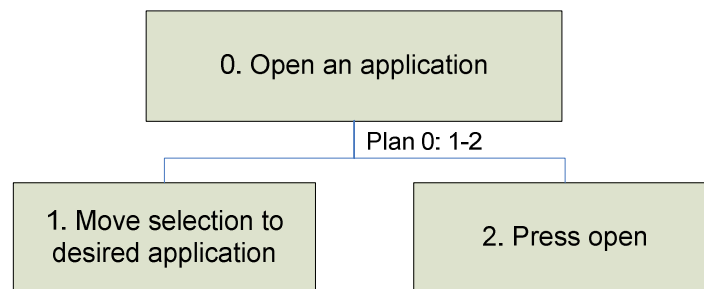 0. Open an application
Plan 0: 1-2
1. Move selection to
desired application
2. Press open